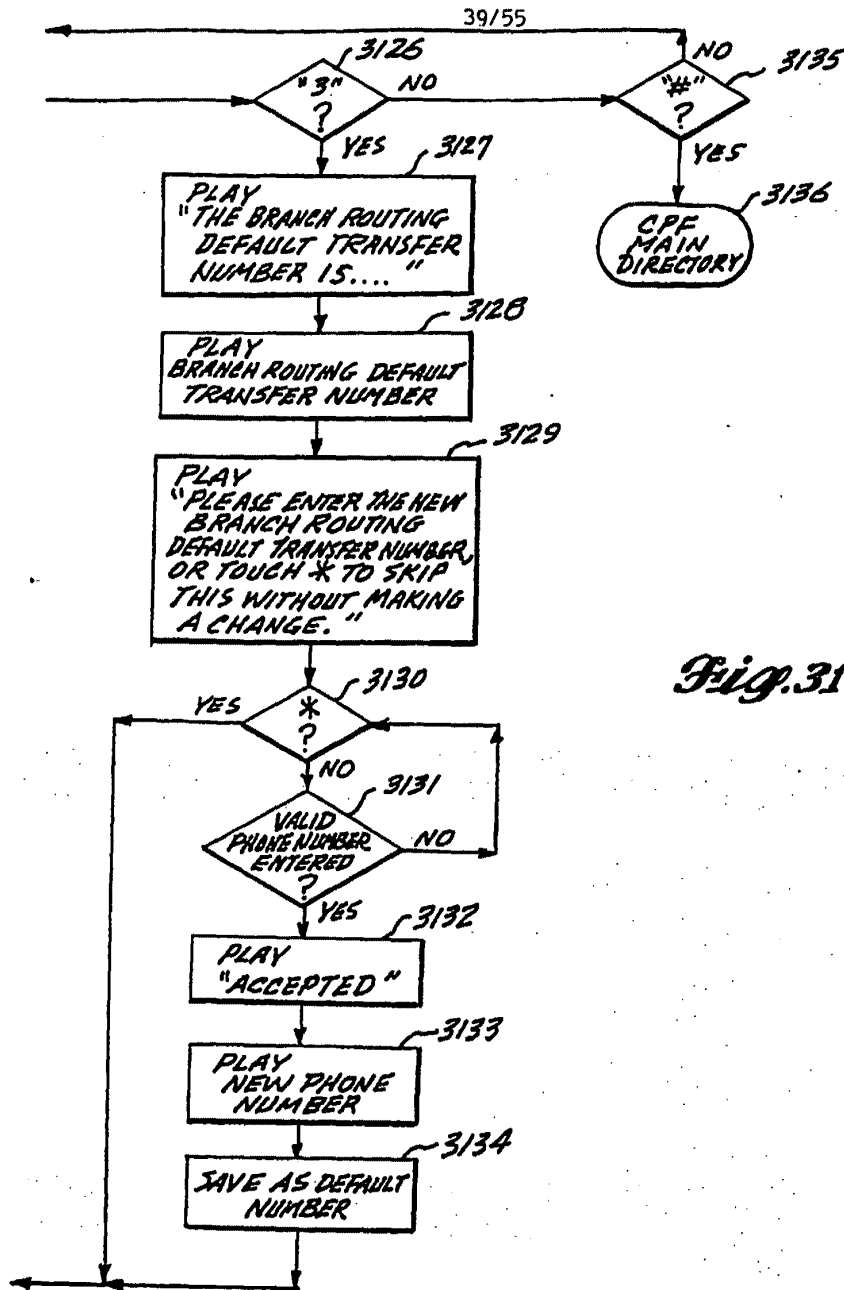 39/55
3126
"3"
?
NO
YES
NO
3135
"#"
?
YES
3136
CPF
MAIN
DIRECTORY
3127
PLAY
"THE BRANCH ROUTING
DEFAULT TRANSFER
NUMBER IS...."
3128
PLAY
BRANCH ROUTING DEFAULT
TRANSFER NUMBER
3129
PLAY
"PLEASE ENTER THE NEW
BRANCH ROUTING
DEFAULT TRANSFER NUMBER,
OR TOUCH * TO SKIP
THIS WITHOUT MAKING
A CHANGE."
Fig.31
3130
YES
*
?
NO
3131
VALID
PHONE NUMBER
ENTERED
?
NO
YES
3132
PLAY
"ACCEPTED"
3133
PLAY
NEW PHONE
NUMBER
3134
SAVE AS DEFAULT
NUMBER